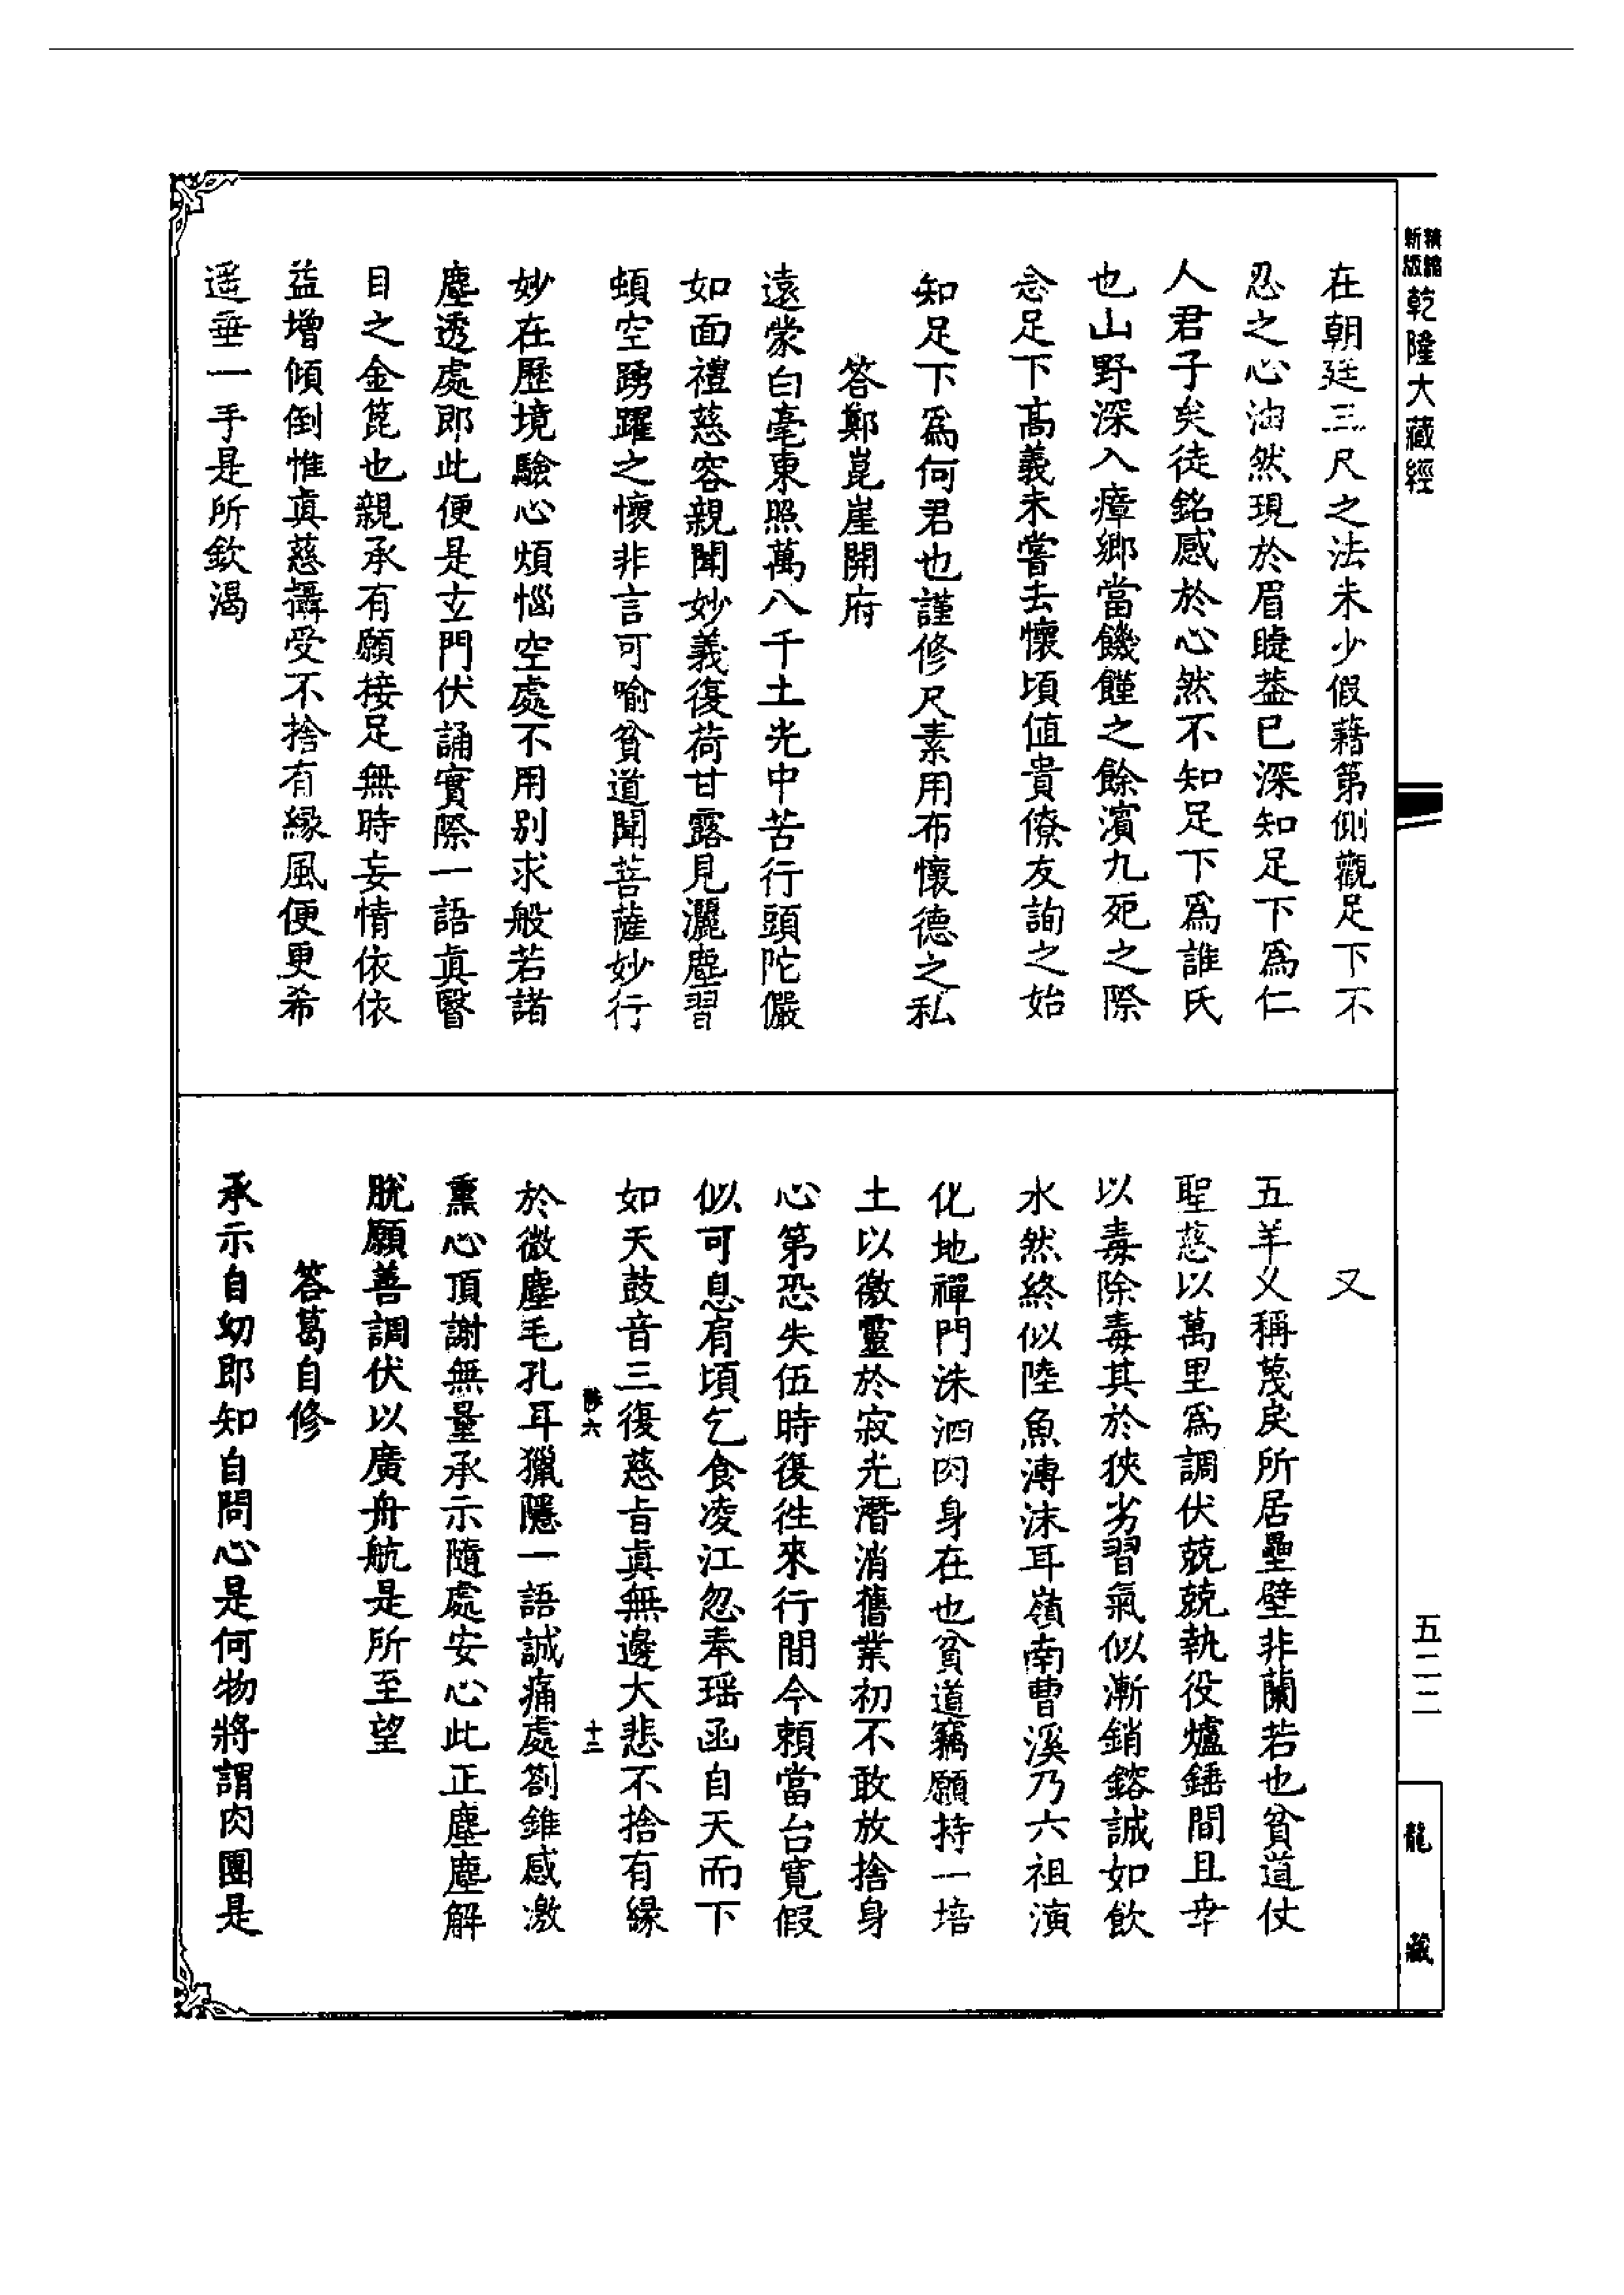 精縮新版乾隆大藏經
在朝廷三尺之法未少假藉第側觀足下不
忍之心油然現於眉睫葢已深知足下爲仁
人君子矣徒銘感於心然不知足下爲誰氏
也山野深入瘴鄉當饑饉之餘濱九死之際
念足下高義未嘗去懷頃値貴僚友詢之始
知足下爲何君也謹修尺素用布懷德之私
答鄭崑崖開府
遠蒙白毫東照萬八千土光中苦行頭陀儼
如面禮慈容親聞妙義復荷甘露見灑塵習
頓空踴躍之懷非言可喻貧道聞菩薩妙行
妙在歷境驗心煩惱空處不用別求般若諸
塵透處即此便是玄門伏誦實際一語眞瞖
目之金篦也親承有願接足無時妄情依依
益增傾倒惟眞慈攝受不捨有緣風便更希
遥垂一手是所欽渴
又
五羊乂稱蔑戾所居壘壁非蘭若也貧道仗
聖慈以萬里爲調伏兢兢執役爐錘間且幸
以毒除毒其於狹劣習氣似漸銷鎔誠如飲
水然終似陸魚溥沫耳嶺南曹溪乃六祖演
化地禪門洙泗肉身在也貧道竊願持一培
土以徼靈於寂光潛消舊業初不敢放捨身
心第恐失伍時復徃來行間今賴當台寬假
似可息肩頃乞食凌江忽奉瑶函自天而下
如天鼓音三復慈旨眞無邊大悲不捨有緣
六
十二
於微塵毛孔耳獵隱一語誠痛處劄錐感激
熏心頂謝無量承示隨處安心此正塵塵解
脫願善調伏以廣舟航是所至望
答葛自修
承示自幼即知自問心是何物將謂肉團是
五二二
龍藏